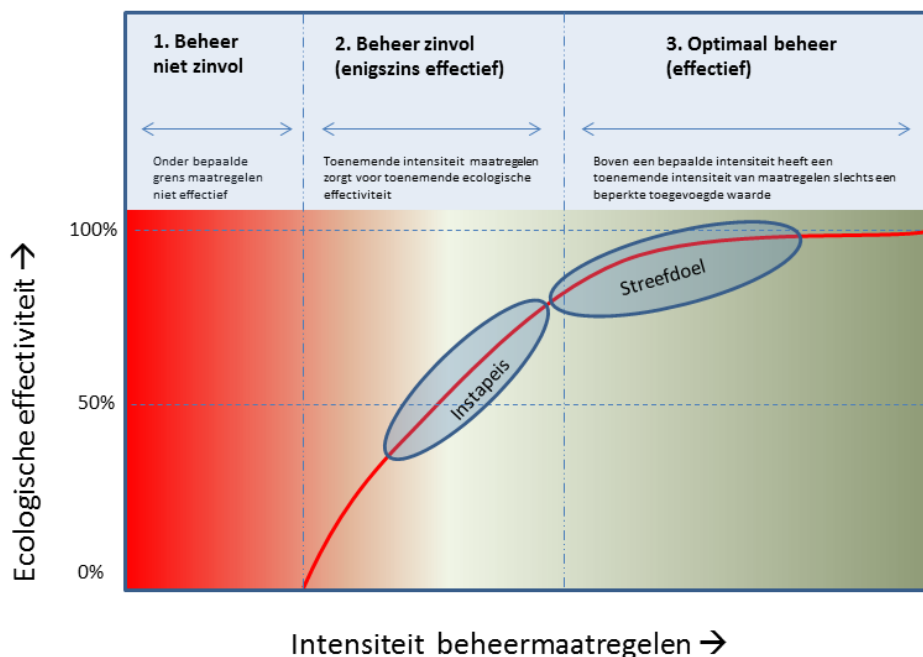 1. Beheer
niet zinvol
2. Beheer zinvol
(enigszins effectief)
3. Optimaal beheer
(effectief)
Onder bepaalde
grens maatregelen
niet effectief
Toenemende intensiteit maatregelen
zorgt voor toenemende ecologische
effectiviteit
Boven een bepaalde intensiteit heeft een
toenemende intensiteit van maatregelen slechts een
beperkte toegevoegde waarde
100%
50%
0%
Ecologische effectiviteit →
Streefdoel
Instapeis
Intensiteit beheermaatregelen →